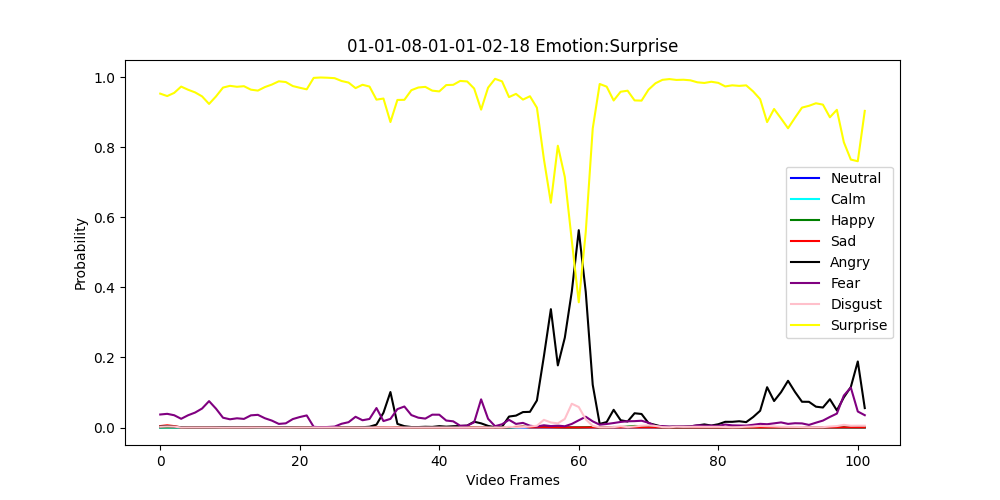 01-01-08-01-01-02-18 Emotion:Surprise
1.0
0.8
0.6
0.4
0.2
0.0
Probability
Neutral
Calm
Happy
Sad
Angry
Fear
Disgust
Surprise
0 20 40 60 80 100
Video Frames